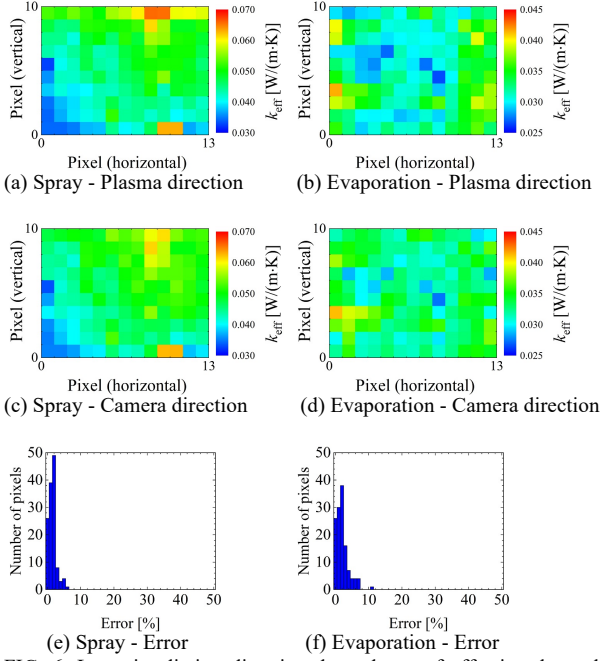 10
0
0
13
Pixel (vertical)
Pixel (horizontal)
0.070
0.060
0.050
0.040
0.030
keff [W/(m·K)]
(a) Spray - Plasma direction
10
0
0
13
Pixel (vertical)
Pixel (horizontal)
0.045
0.040
0.035
0.030
0.025
keff [W/(m·K)]
(b) Evaporation - Plasma direction
10
0
0
13
Pixel (vertical)
Pixel (horizontal)
0.070
0.060
0.050
0.040
0.030
keff [W/(m·K)]
(c) Spray - Camera direction
10
0
0
13
Pixel (vertical)
Pixel (horizontal)
0.045
0.040
0.035
0.030
0.025
keff [W/(m·K)]
(d) Evaporation - Camera direction
50
40
30
20
10
0
Number of pixels
0 10 20 30 40 50
Error [%]
(e) Spray - Error
50
40
30
20
10
0
Number of pixels
0 10 20 30 40 50
Error [%]
(f) Evaporation - Error